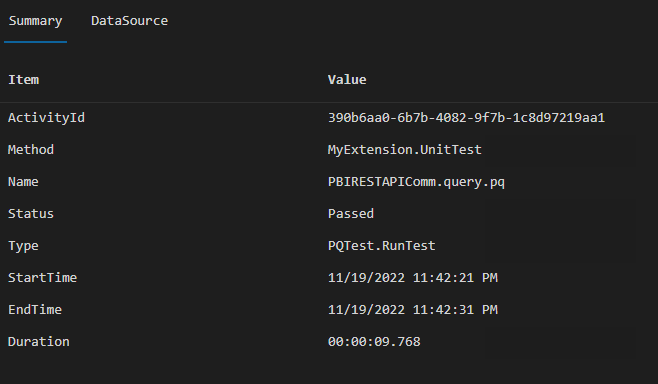 Summary DataSource
Item Value
ActivityId 390b6aa0-6b7b-4082-9f7b-1c8d97219aa1
Method MyExtension.UnitTest
Name PBIRESTAPIComm.query.pq
Status Passed
Type PQTest.RunTest
StartTime 11/19/2022 11:42:21 PM
EndTime 11/19/2022 11:42:31 PM
Duration 00:00:09.768